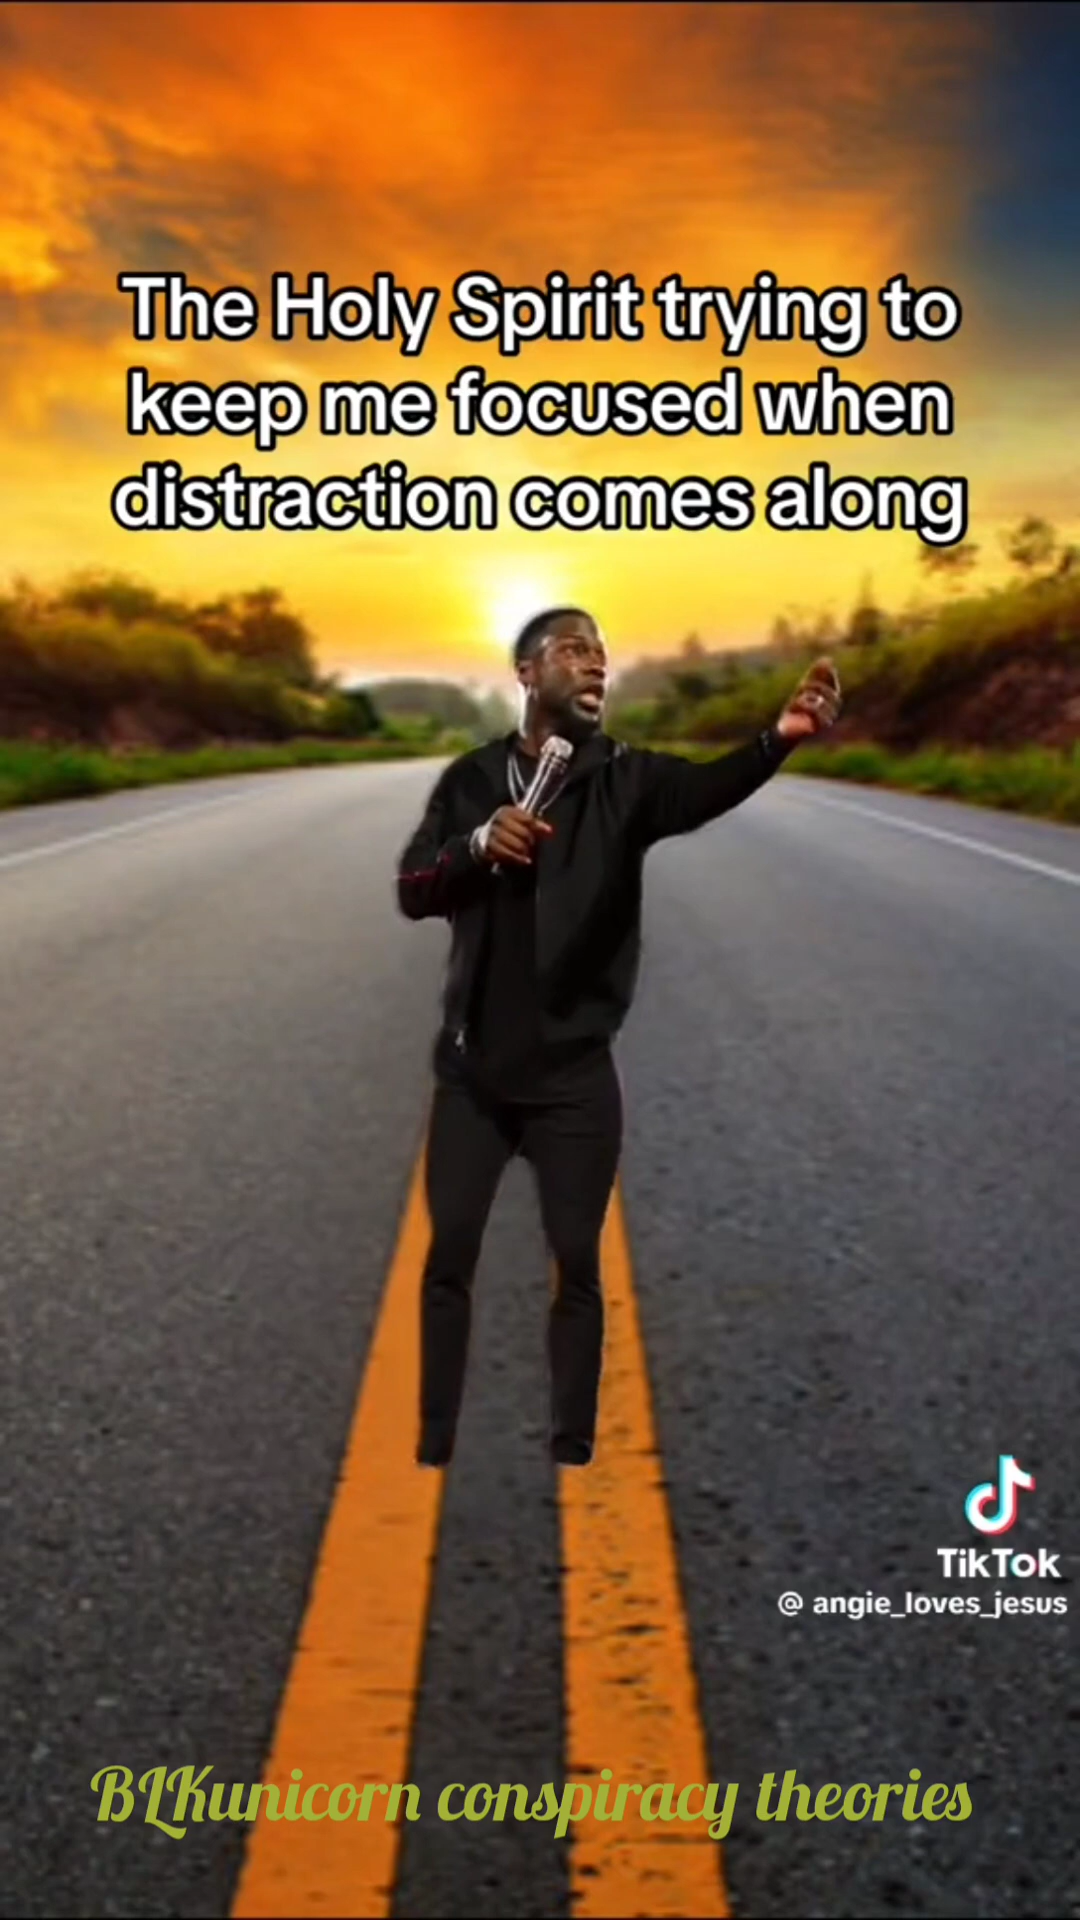 The Holy Spirit trying to
keep me focused when
distraction comes along
TikTok
@ angie_loves_jesus
BLKunicorn conspiracy theories